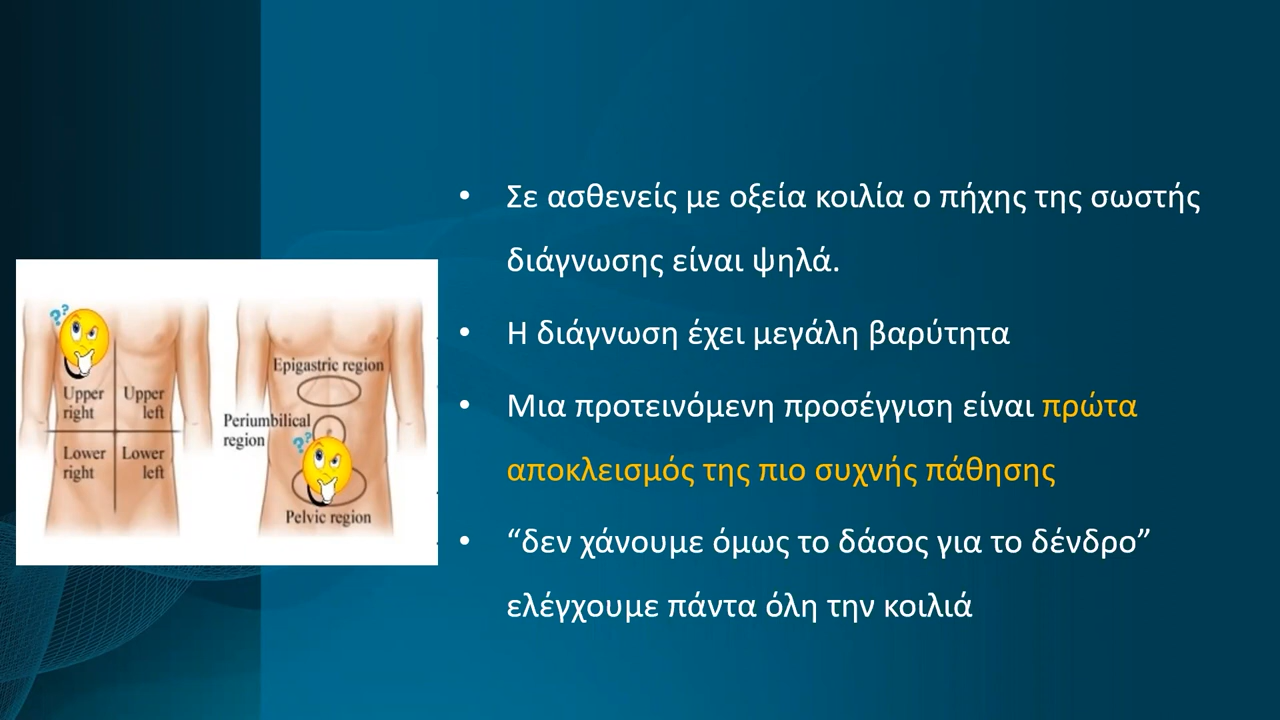 • Σε ασθενείς με οξεία κοιλία ο πήχης της σωστής
διάγνωσης είναι ψηλά.
• Η διάγνωση έχει μεγάλη βαρύτητα
• Μια προτεινόμενη προσέγγιση είναι πρώτα
αποκλεισμός της πιο συχνής πάθησης
• “δεν χάνουμε όμως το δάσος για το δένδρο”
ελέγχουμε πάντα όλη την κοιλιά
??
Upper
right
Upper
left
Lower
right
Lower
left
Epigastric region
Periumbilical
region
??
Pelvic region